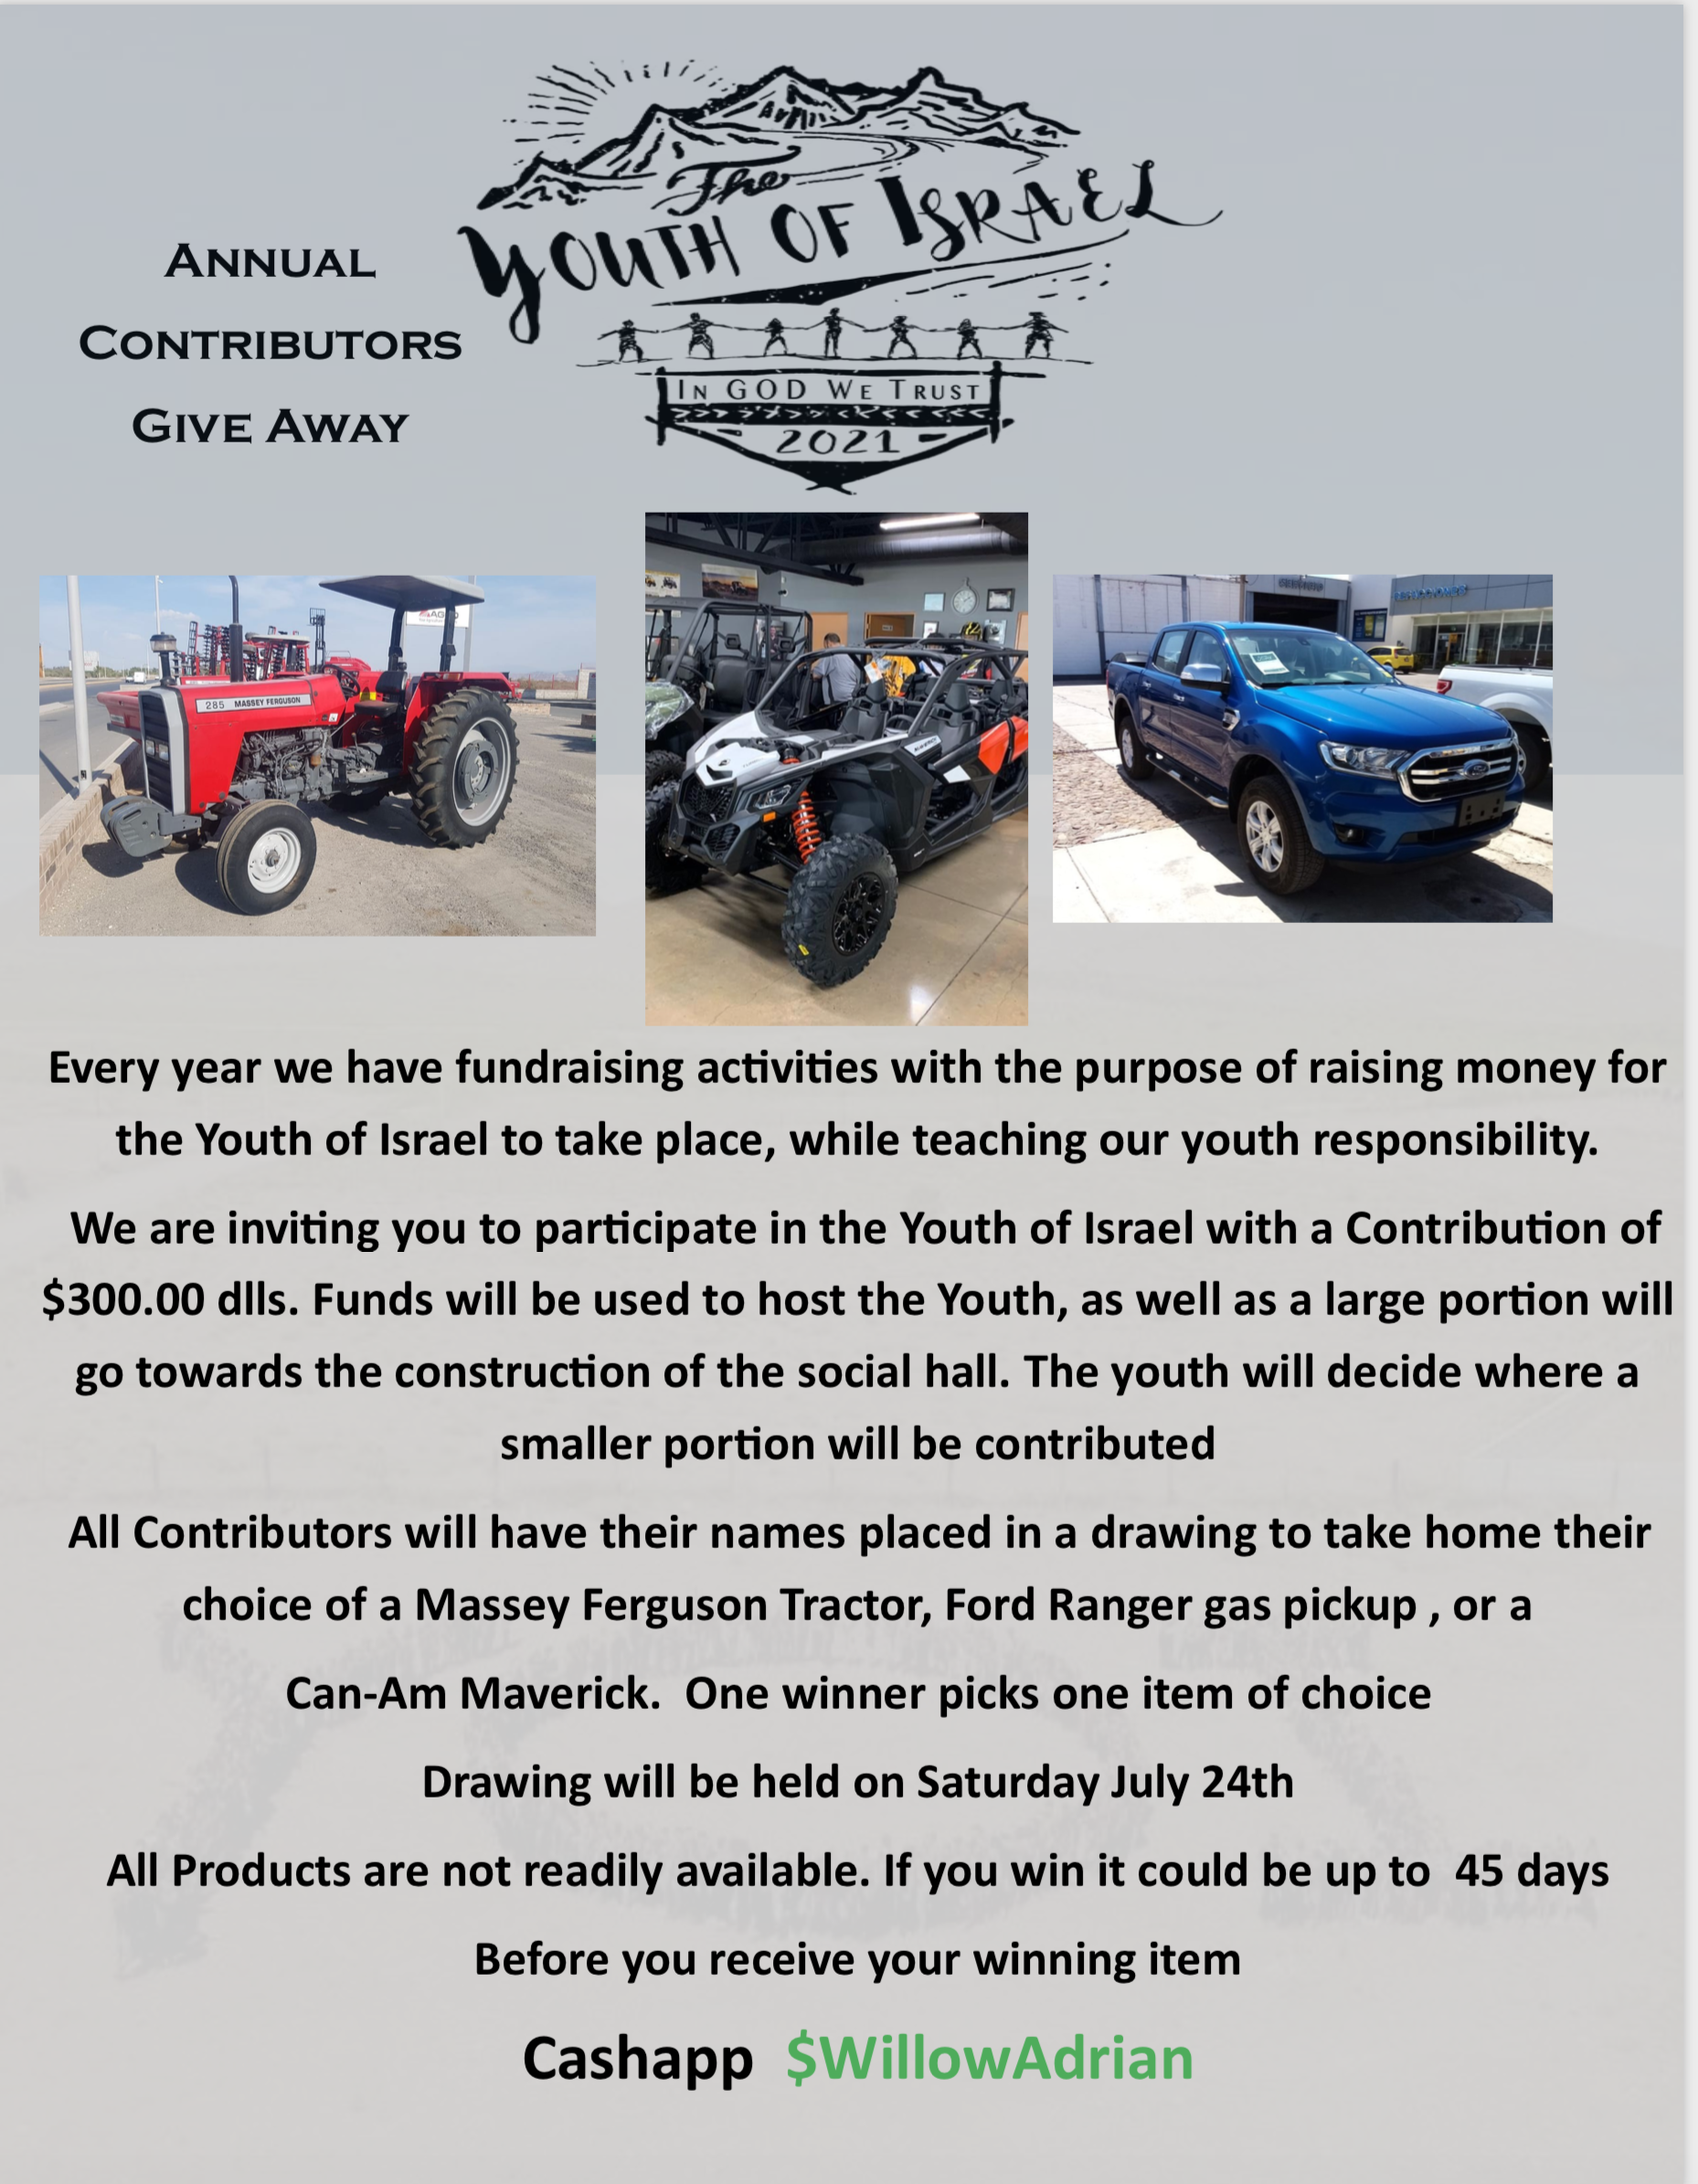 The
Youth of Israel
In God We Trust
2021
Annual
Contributors
Give Away
285 MASSEY FERGUSON
Every year we have fundraising activities with the purpose of raising money for
the Youth of Israel to take place, while teaching our youth responsibility.
We are inviting you to participate in the Youth of Israel with a Contribution of
$300.00 dlls. Funds will be used to host the Youth, as well as a large portion will
go towards the construction of the social hall. The youth will decide where a
smaller portion will be contributed
All Contributors will have their names placed in a drawing to take home their
choice of a Massey Ferguson Tractor, Ford Ranger gas pickup , or a
Can-Am Maverick.  One winner picks one item of choice
Drawing will be held on Saturday July 24th
All Products are not readily available. If you win it could be up to  45 days
Before you receive your winning item
Cashapp  $WillowAdrian